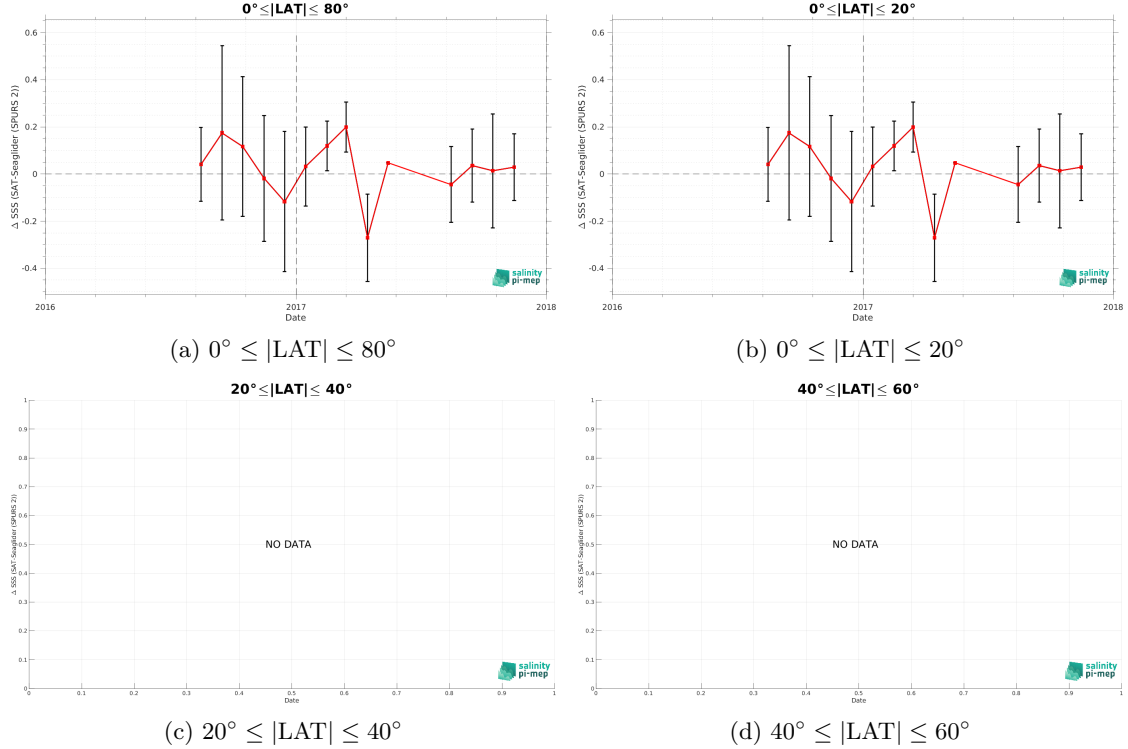 0°≤|LAT|≤ 80°
0.6
0.4
0.2
0
-0.2
-0.4
Δ SSS (SAT-Seaglider (SPURS 2))
2016
2017
2018
Date
salinity
pi-mep
(a) 0° ≤ |LAT| ≤ 80°
0°≤|LAT|≤ 20°
0.6
0.4
0.2
0
-0.2
-0.4
Δ SSS (SAT-Seaglider (SPURS 2))
2016
2017
2018
Date
salinity
pi-mep
(b) 0° ≤ |LAT| ≤ 20°
20°≤|LAT|≤ 40°
1
0.9
0.8
0.7
0.6
0.5
0.4
0.3
0.2
0.1
0
Δ SSS (SAT-Seaglider (SPURS 2))
NO DATA
0 0.1 0.2 0.3 0.4 0.5 0.6 0.7 0.8 0.9 1
Date
salinity
pi-mep
(c) 20° ≤ |LAT| ≤ 40°
40°≤|LAT|≤ 60°
1
0.9
0.8
0.7
0.6
0.5
0.4
0.3
0.2
0.1
0
Δ SSS (SAT-Seaglider (SPURS 2))
NO DATA
0 0.1 0.2 0.3 0.4 0.5 0.6 0.7 0.8 0.9 1
Date
salinity
pi-mep
(d) 40° ≤ |LAT| ≤ 60°